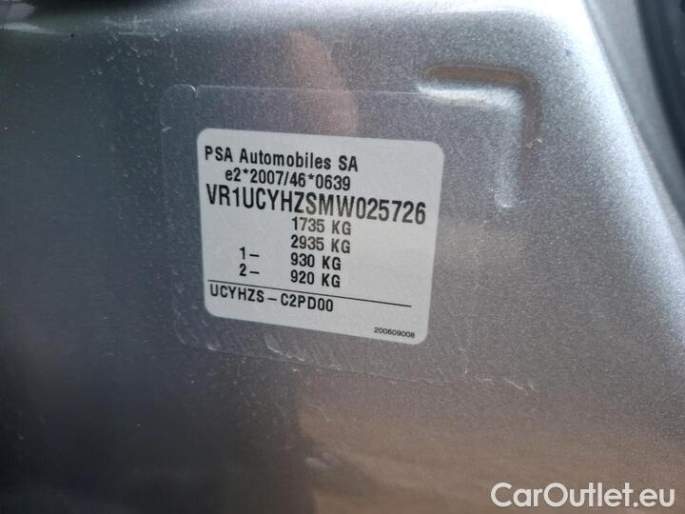 PSA Automobiles SA
e2*2007/46*0639
VR1UCYHZSMW025726
1735 KG
2935 KG
1- 930 KG
2- 920 KG
UCYHZS – C2PD00
200609008
CarOutlet.eu